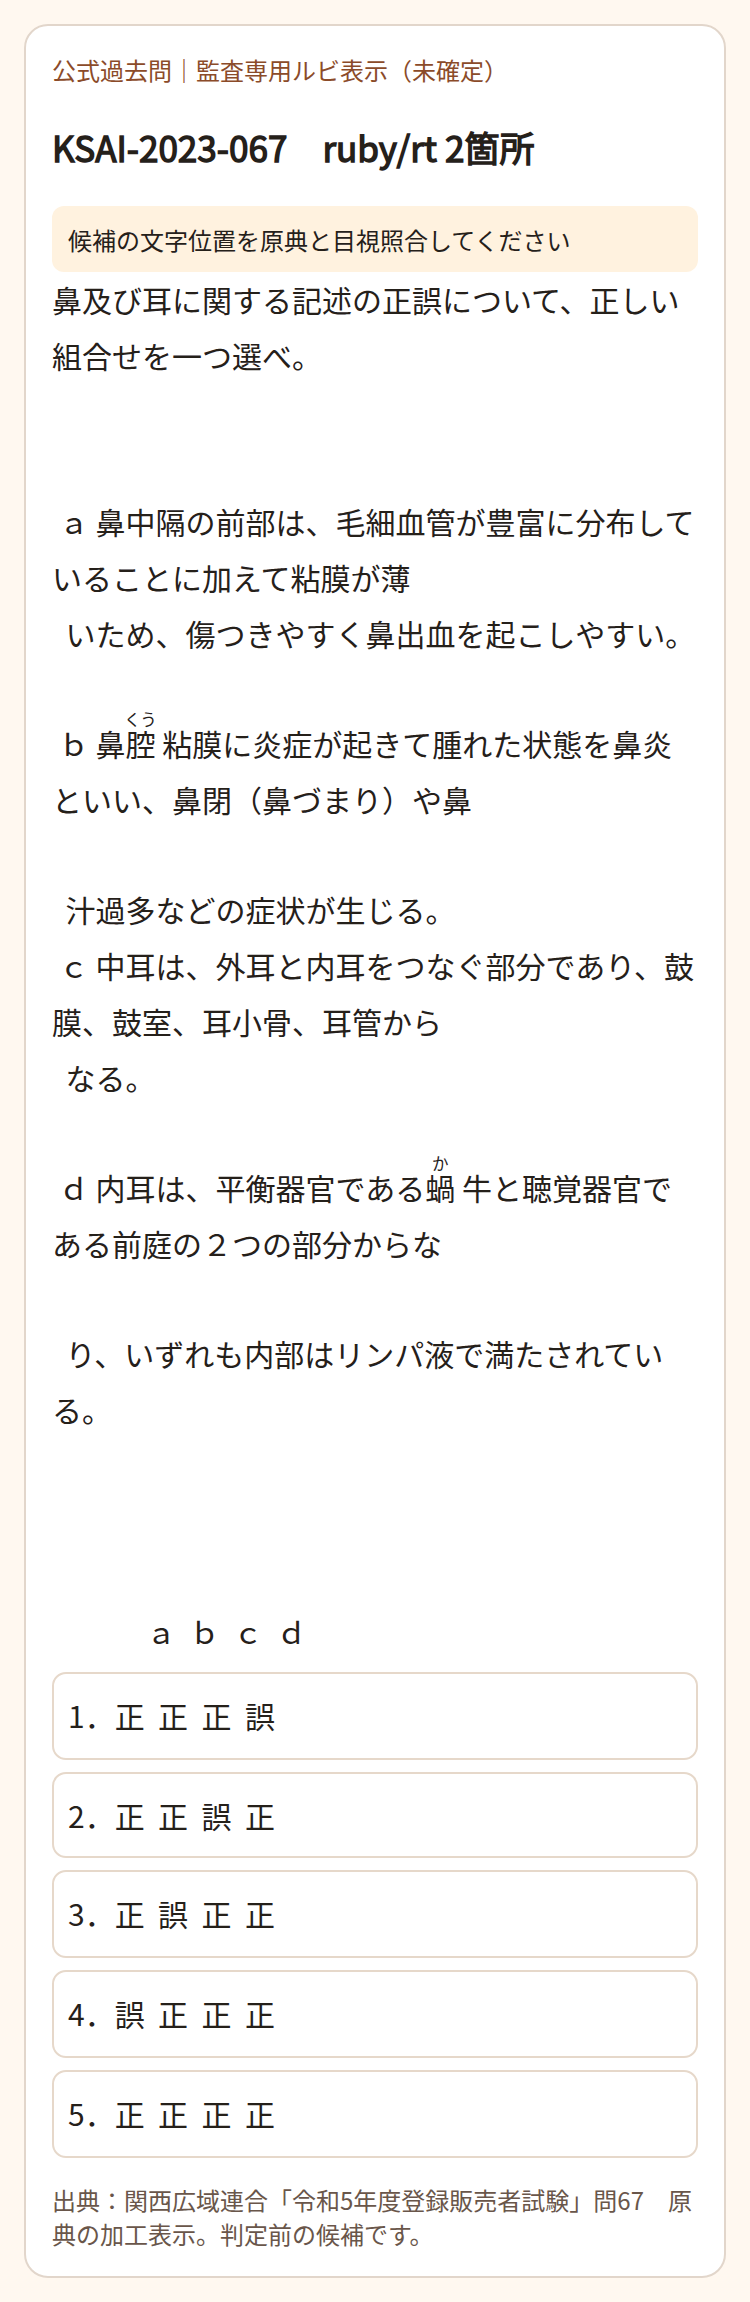 公式過去問｜監査専用ルビ表示（未確定）
KSAI-2023-067　ruby/rt 2箇所
候補の文字位置を原典と目視照合してください
鼻及び耳に関する記述の正誤について、正しい
組合せを一つ選べ。
ａ 鼻中隔の前部は、毛細血管が豊富に分布して
いることに加えて粘膜が薄
いため、傷つきやすく鼻出血を起こしやすい。
くう
ｂ 鼻腔 粘膜に炎症が起きて腫れた状態を鼻炎
といい、鼻閉（鼻づまり）や鼻
汁過多などの症状が生じる。
ｃ 中耳は、外耳と内耳をつなぐ部分であり、鼓
膜、鼓室、耳小骨、耳管から
なる。
か
ｄ 内耳は、平衡器官である蝸 牛と聴覚器官で
ある前庭の２つの部分からな
り、いずれも内部はリンパ液で満たされてい
る。
ａ ｂ ｃ ｄ
1．正 正 正 誤
2．正 正 誤 正
3．正 誤 正 正
4．誤 正 正 正
5．正 正 正 正
出典：関西広域連合「令和5年度登録販売者試験」問67　原
典の加工表示。判定前の候補です。